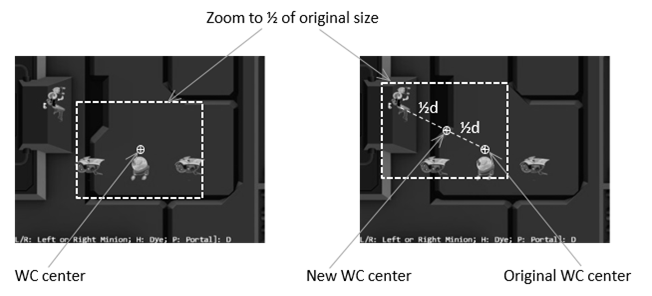 Zoom to ½ of original size
½d
½d
L/R: Left or Right Minion; H: Dye; P: Portal]: D
L/R: Left or Right Minion; H: Dye; P: Portal]: D
WC center
New WC center
Original WC center